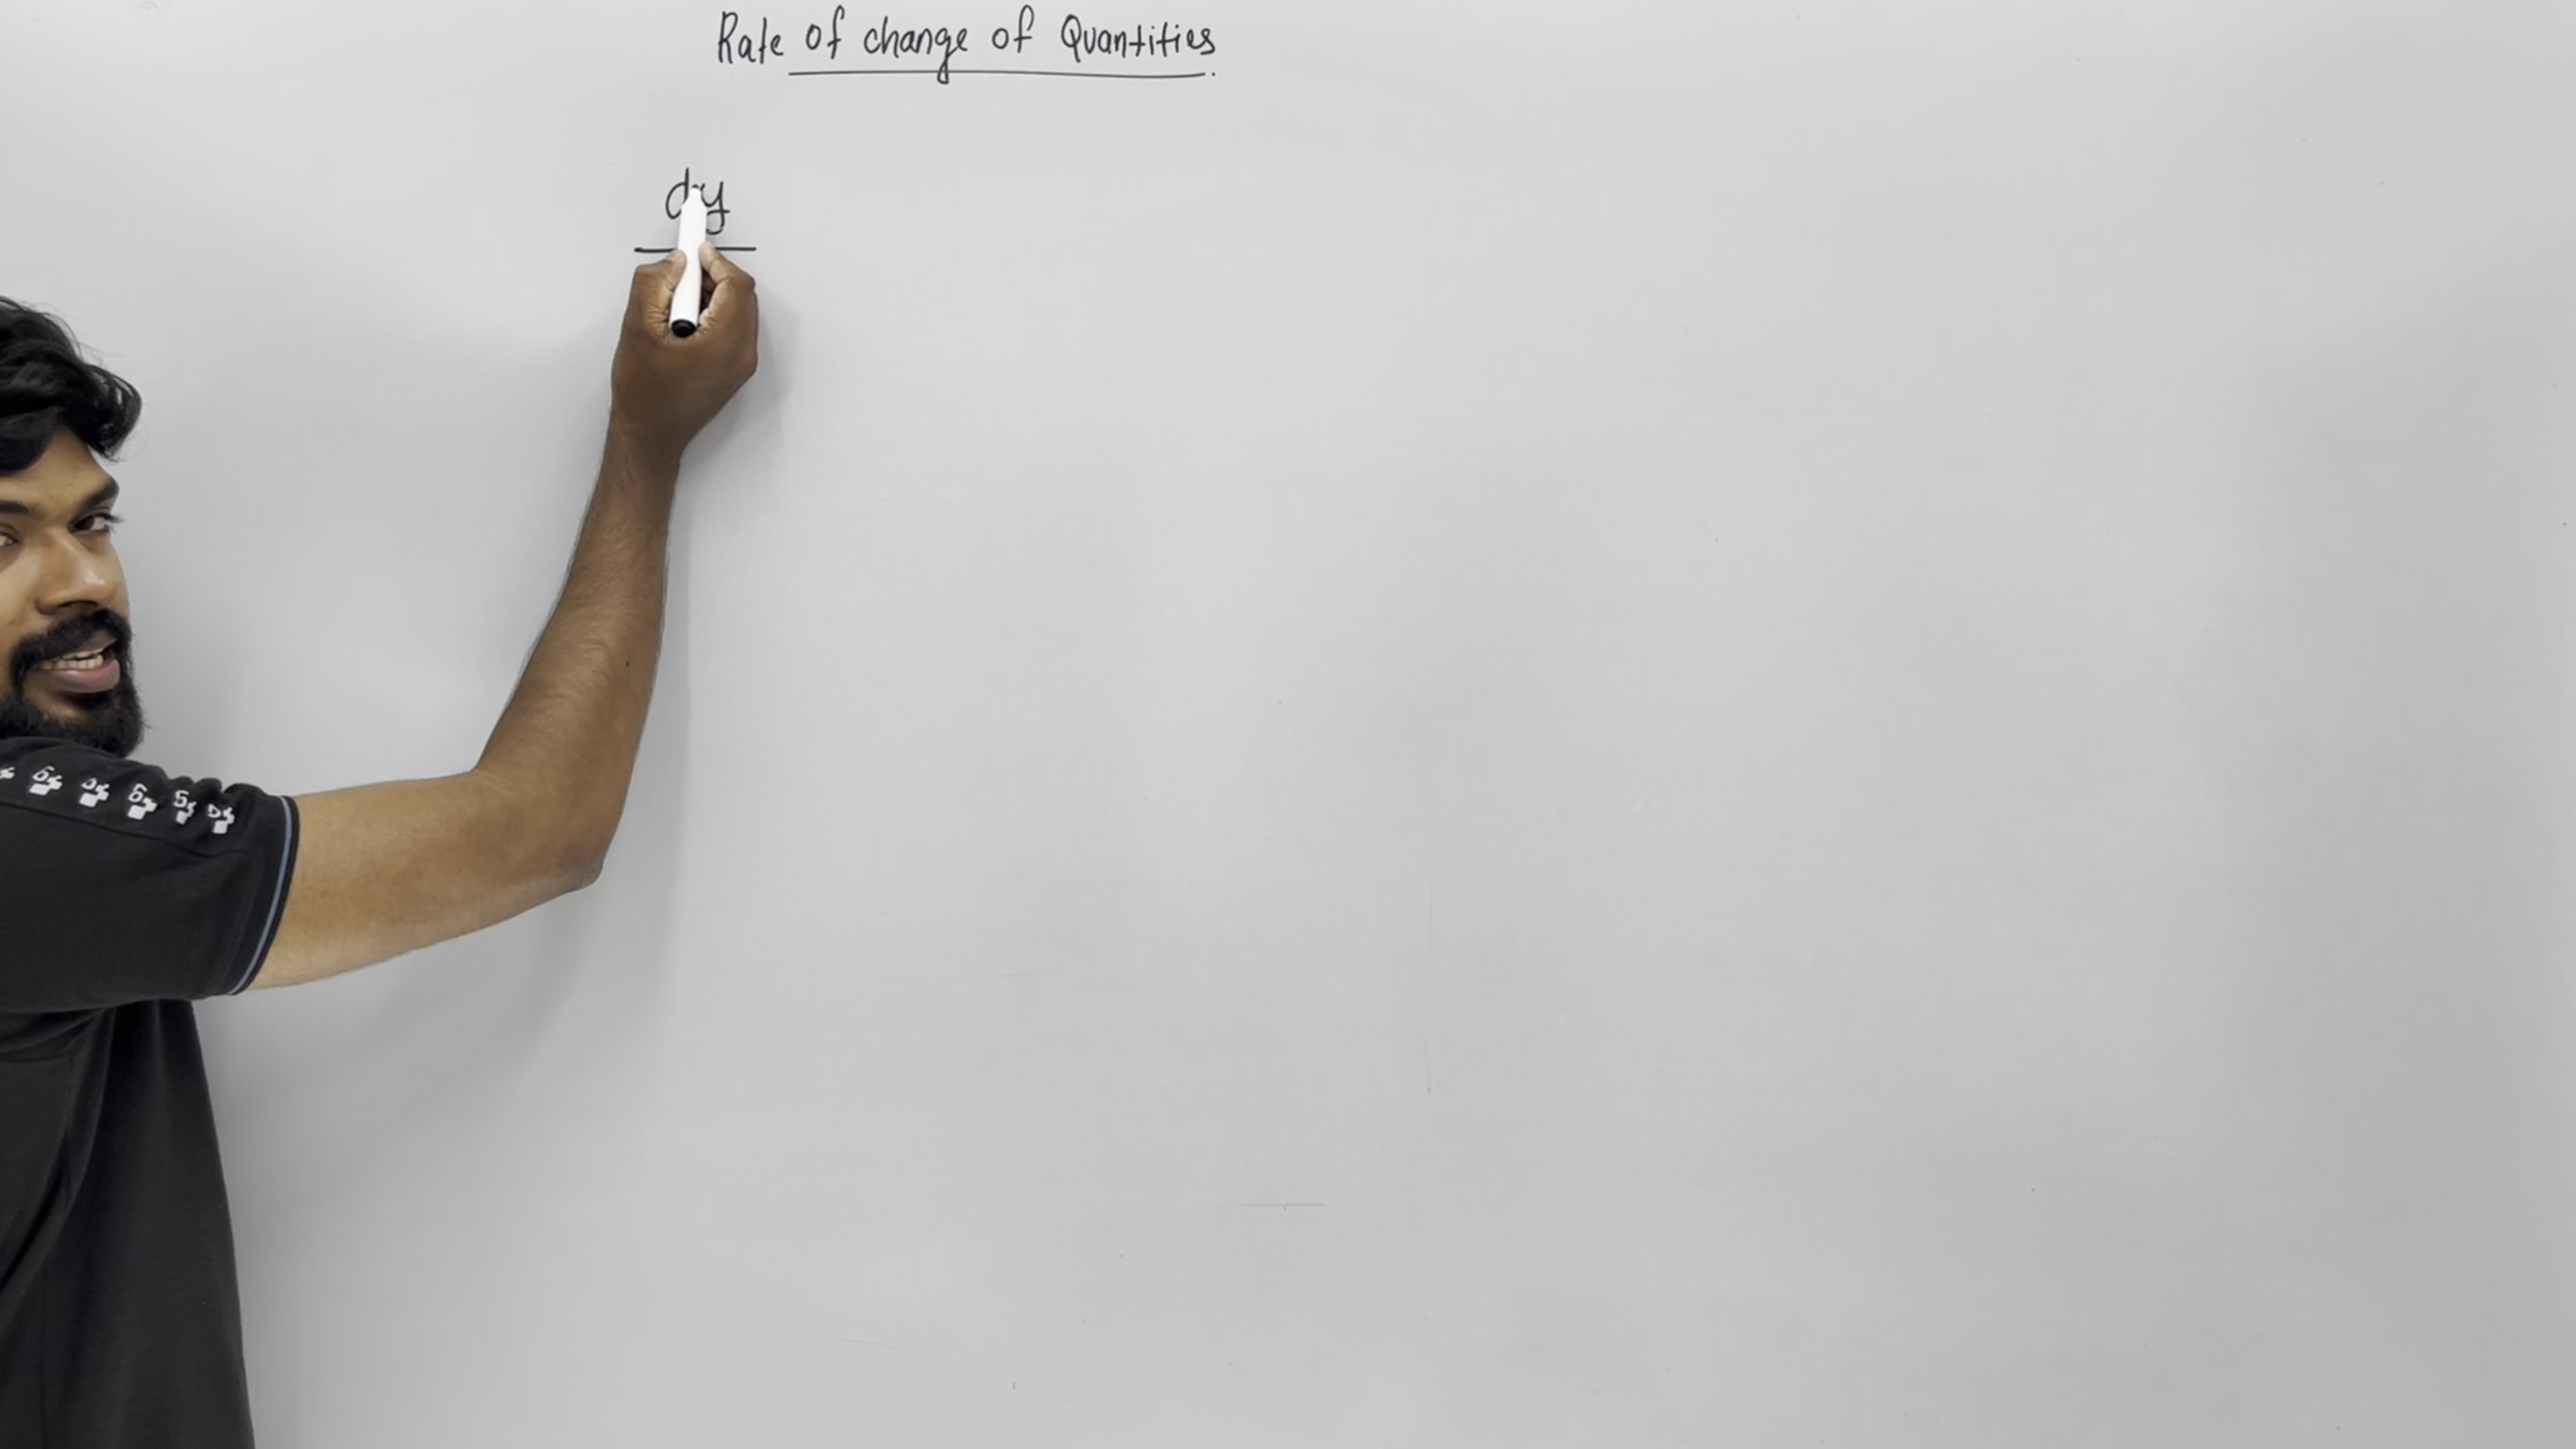 Rate of change of Quantities.
dy